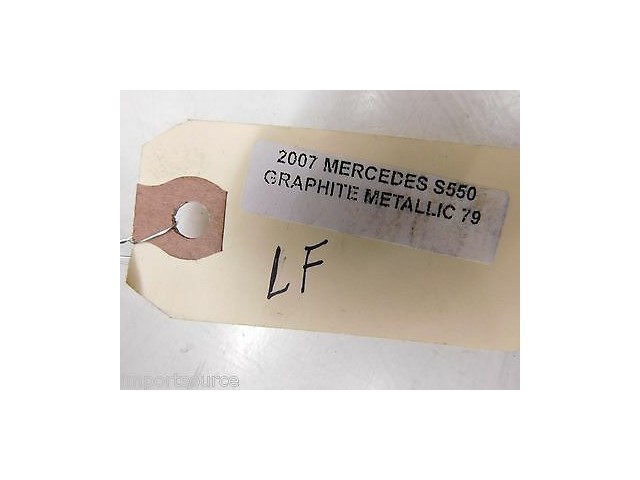 2007 MERCEDES S550
GRAPHITE METALLIC 79
LF
importsource